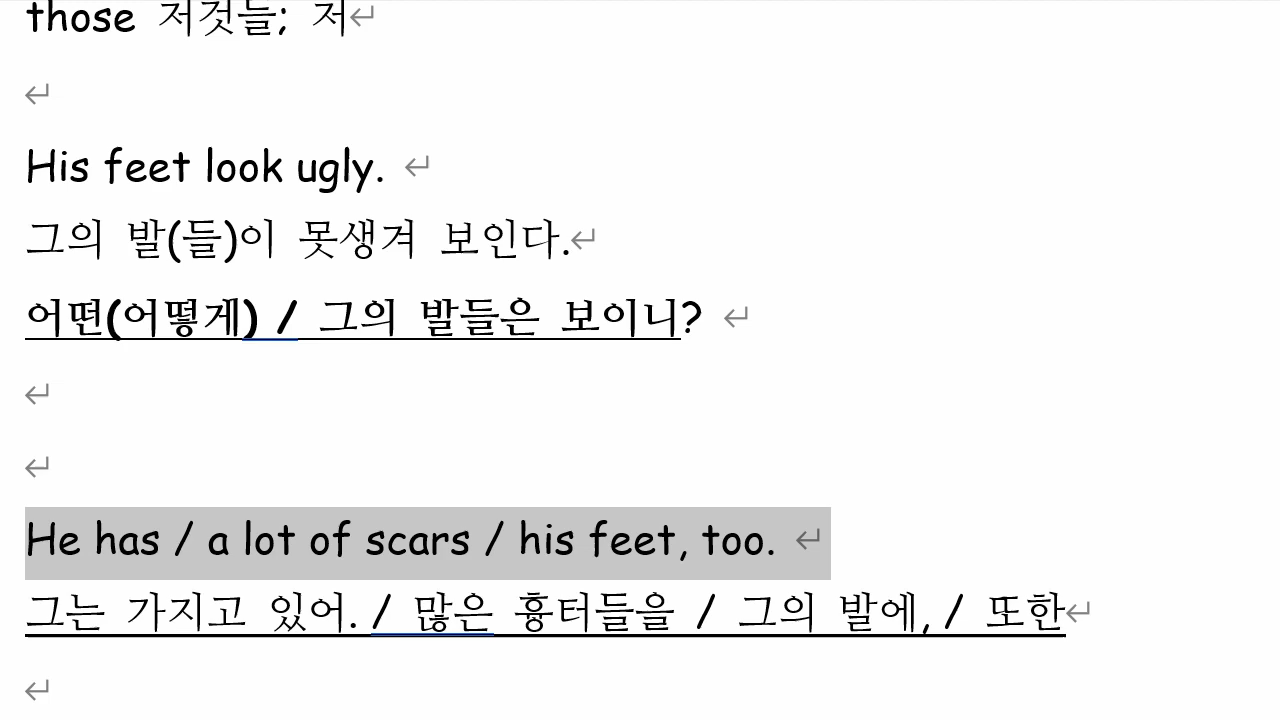 those 저것들; 저
His feet look ugly.
그의 발(들)이 못생겨 보인다.
어떤(어떻게) / 그의 발들은 보이니?
He has / a lot of scars / his feet, too.
그는 가지고 있어. / 많은 흉터들을 / 그의 발에, / 또한